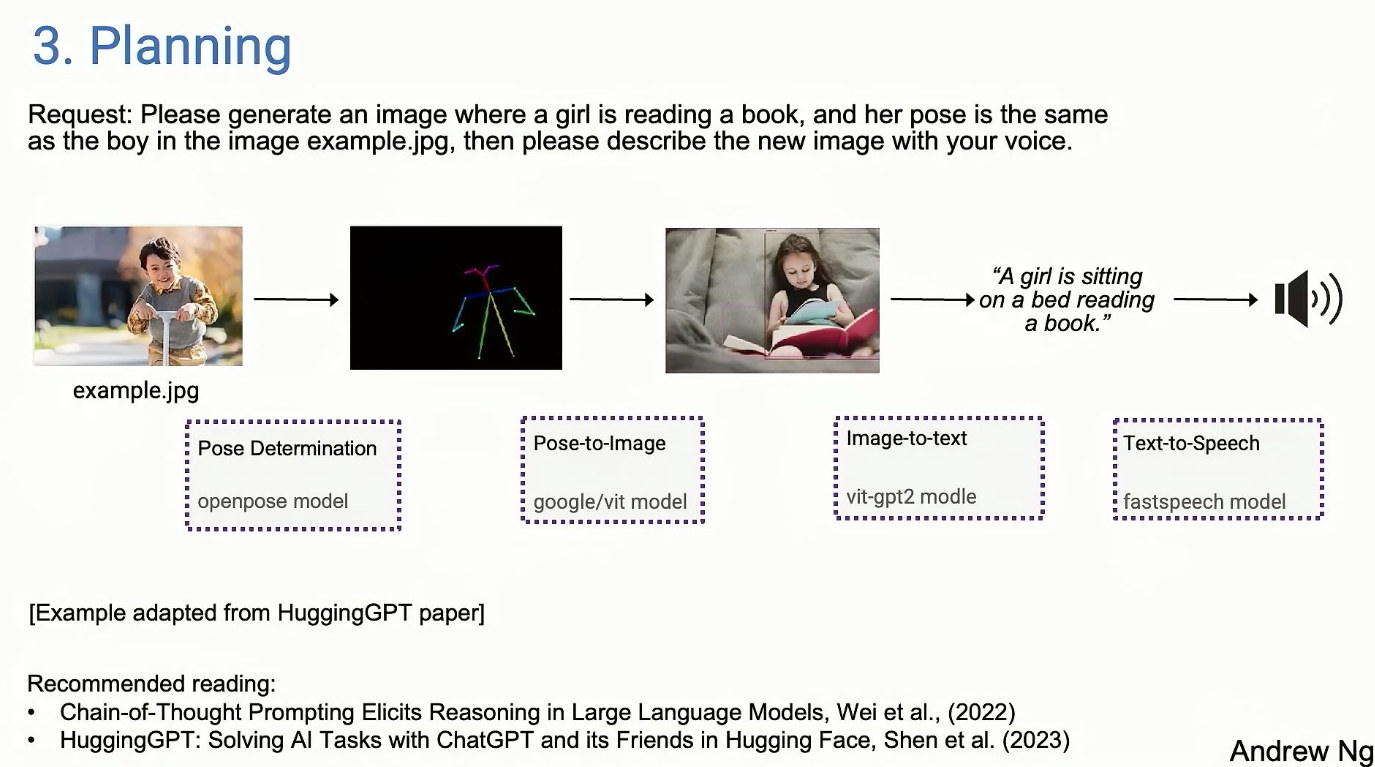 3. Planning
Request: Please generate an image where a girl is reading a book, and her pose is the same
as the boy in the image example.jpg, then please describe the new image with your voice.
“A girl is sitting
on a bed reading
a book.”
example.jpg
Pose Determination
openpose model
Pose-to-Image
google/vit model
Image-to-text
vit-gpt2 modle
Text-to-Speech
fastspeech model
[Example adapted from HuggingGPT paper]
Recommended reading:
• Chain-of-Thought Prompting Elicits Reasoning in Large Language Models, Wei et al., (2022)
• HuggingGPT: Solving AI Tasks with ChatGPT and its Friends in Hugging Face, Shen et al. (2023)
Andrew Ng